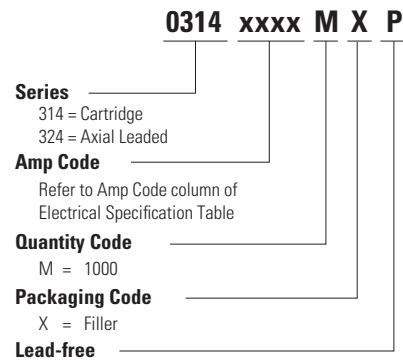 0314 xxxx M X P
Series
314 = Cartridge
324 = Axial Leaded
Amp Code
Refer to Amp Code column of
Electrical Specification Table
Quantity Code
M = 1000
Packaging Code
X = Filler
Lead-free